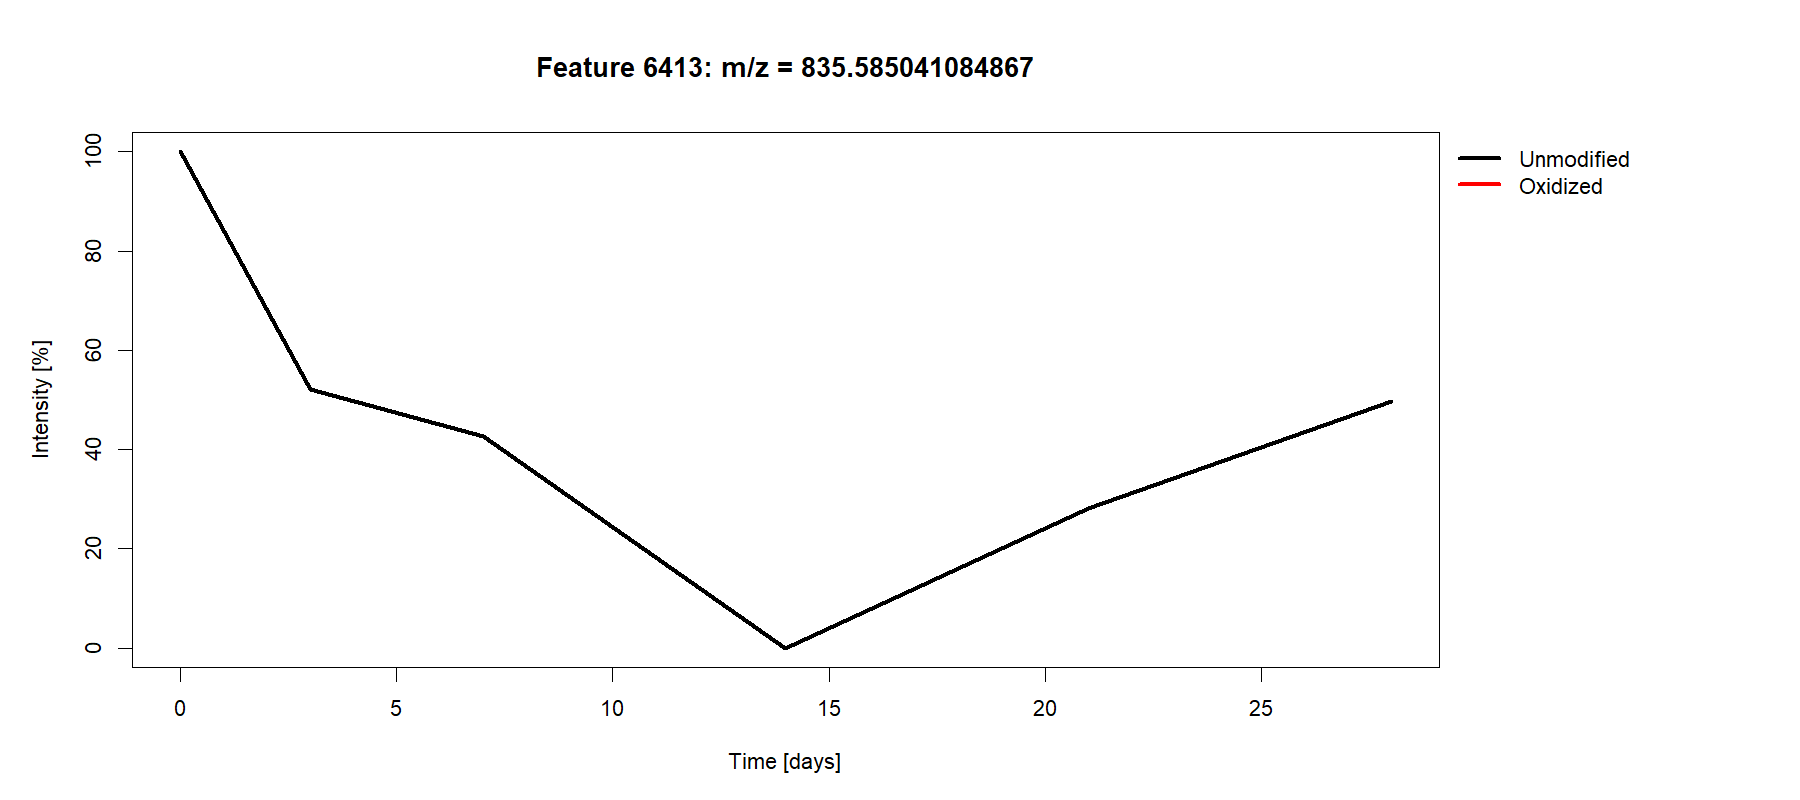 Feature 6413: m/z = 835.585041084867
Unmodified
Oxidized
Intensity [%]
100
80
60
40
20
0
0 5 10 15 20 25
Time [days]